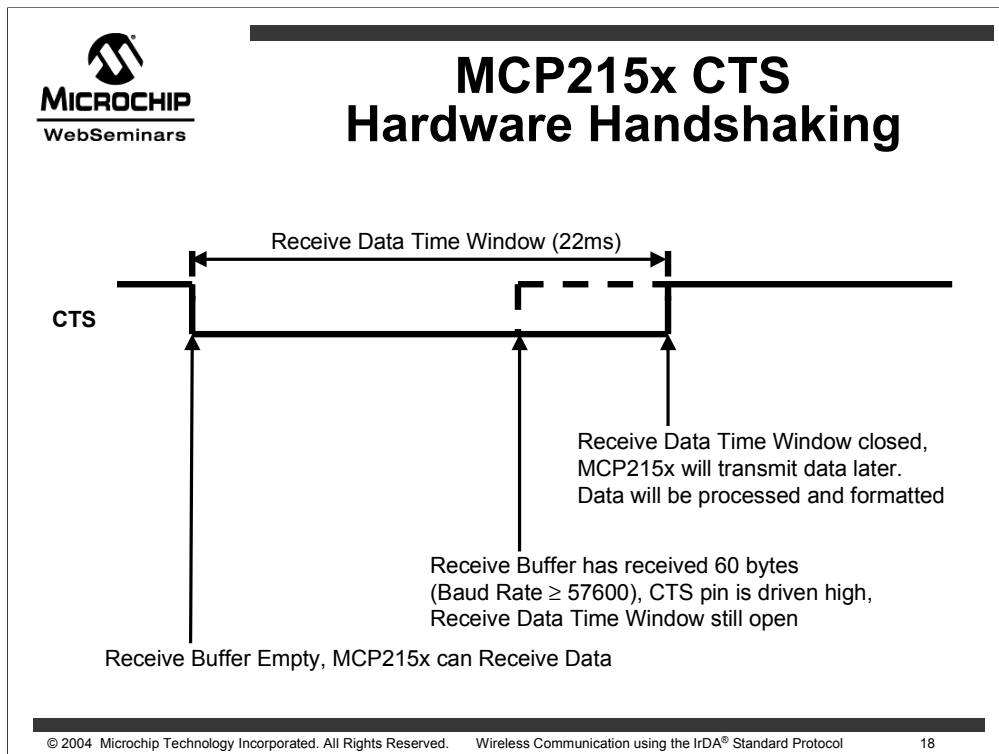 MICROCHIP
WebSeminars
MCP215x CTS
Hardware Handshaking
Receive Data Time Window (22ms)
CTS
Receive Data Time Window closed,
MCP215x will transmit data later.
Data will be processed and formatted
Receive Buffer has received 60 bytes
(Baud Rate ≥ 57600), CTS pin is driven high,
Receive Data Time Window still open
Receive Buffer Empty, MCP215x can Receive Data
© 2004 Microchip Technology Incorporated. All Rights Reserved. Wireless Communication using the IrDA® Standard Protocol 18